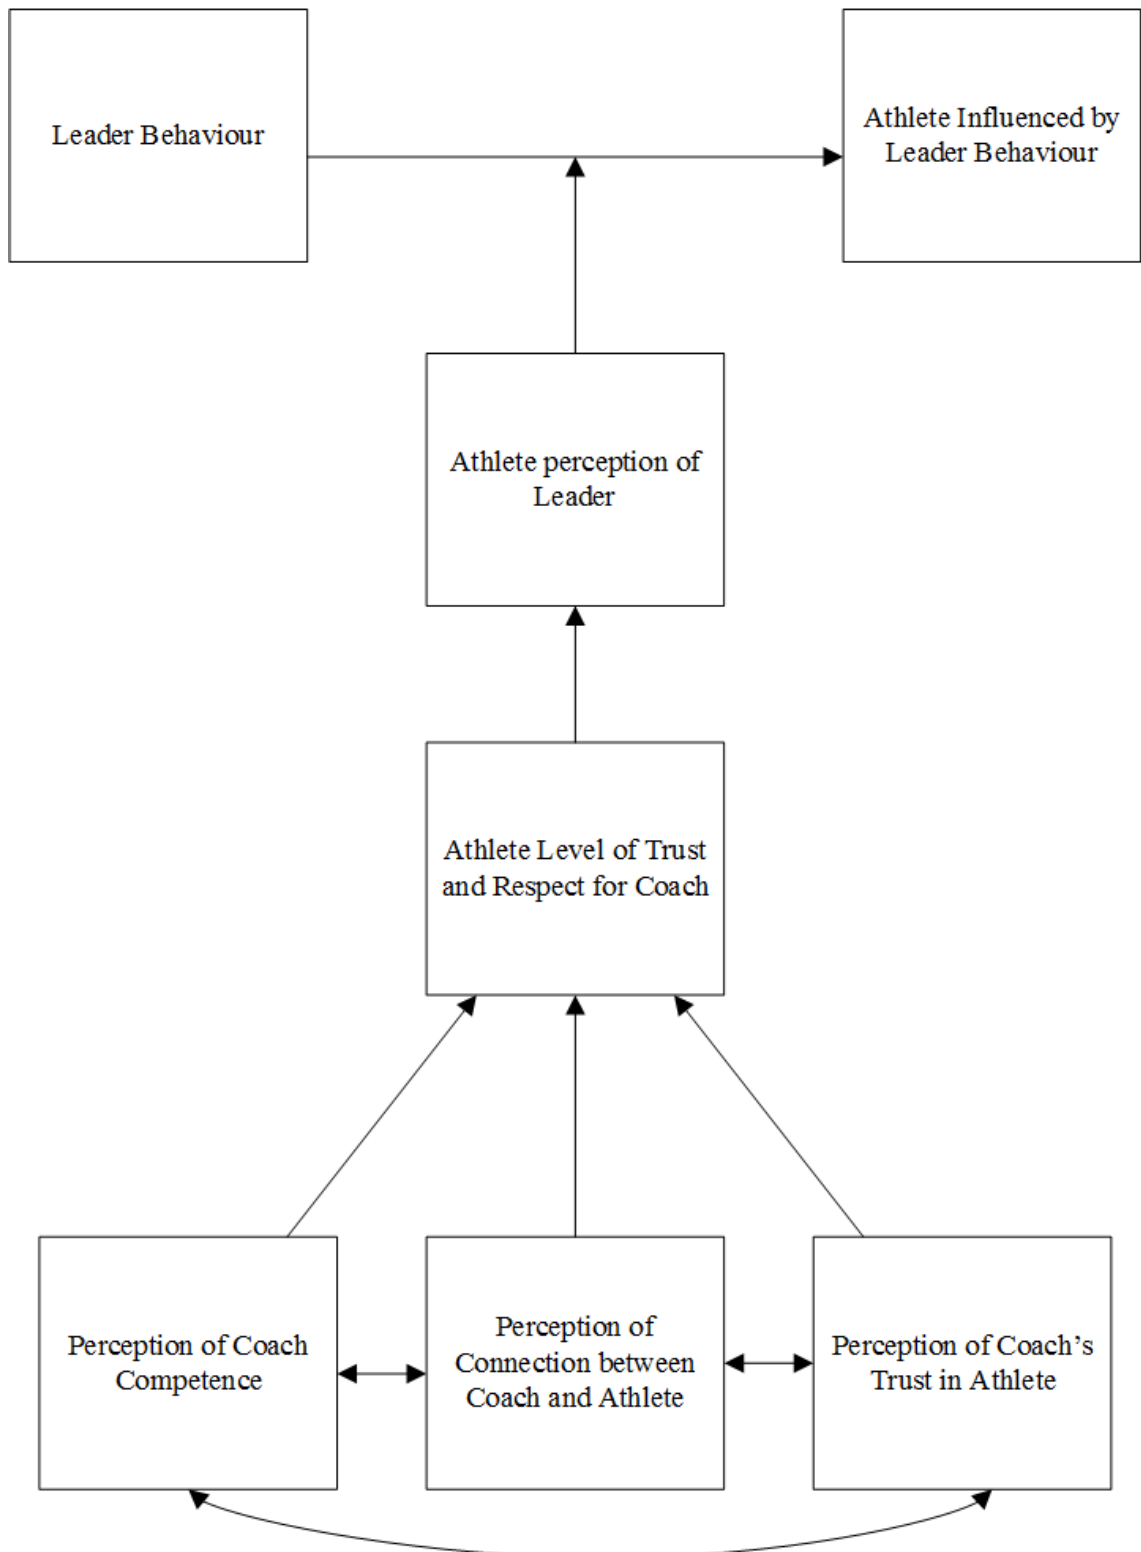 Leader Behaviour
Athlete Influenced by
Leader Behaviour
Athlete perception of
Leader
Athlete Level of Trust
and Respect for Coach
Perception of Coach
Competence
Perception of
Connection between
Coach and Athlete
Perception of Coach’s
Trust in Athlete